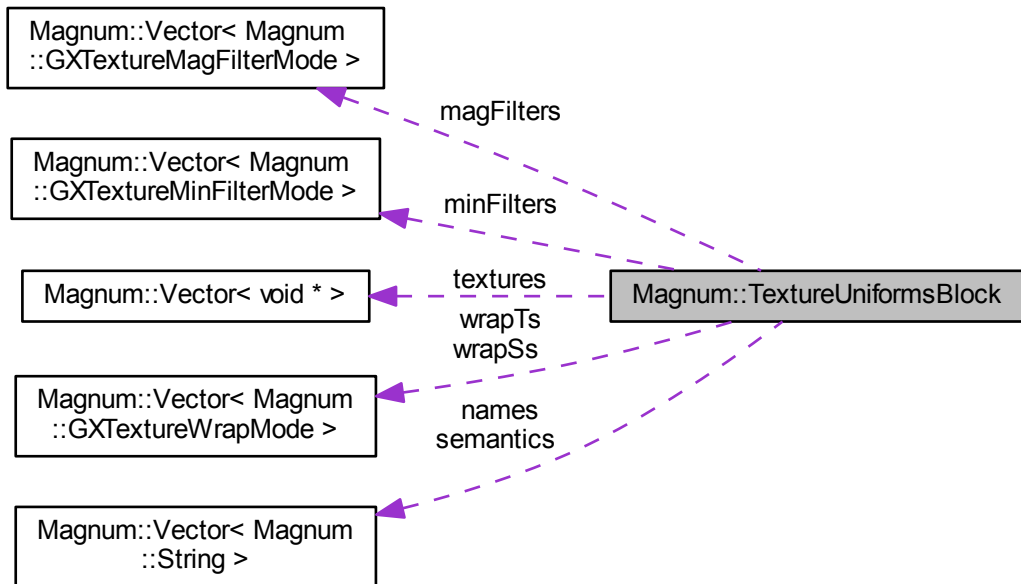 Magnum::Vector< Magnum
::GXTextureMagFilterMode >
magFilters
Magnum::Vector< Magnum
::GXTextureMinFilterMode >
minFilters
Magnum::Vector< void * >
textures
Magnum::TextureUniformsBlock
wrapTs
wrapSs
Magnum::Vector< Magnum
::GXTextureWrapMode >
names
semantics
Magnum::Vector< Magnum
::String >